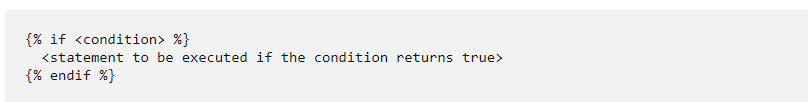 {% if <condition> %}
<statement to be executed if the condition returns true>
{% endif %}